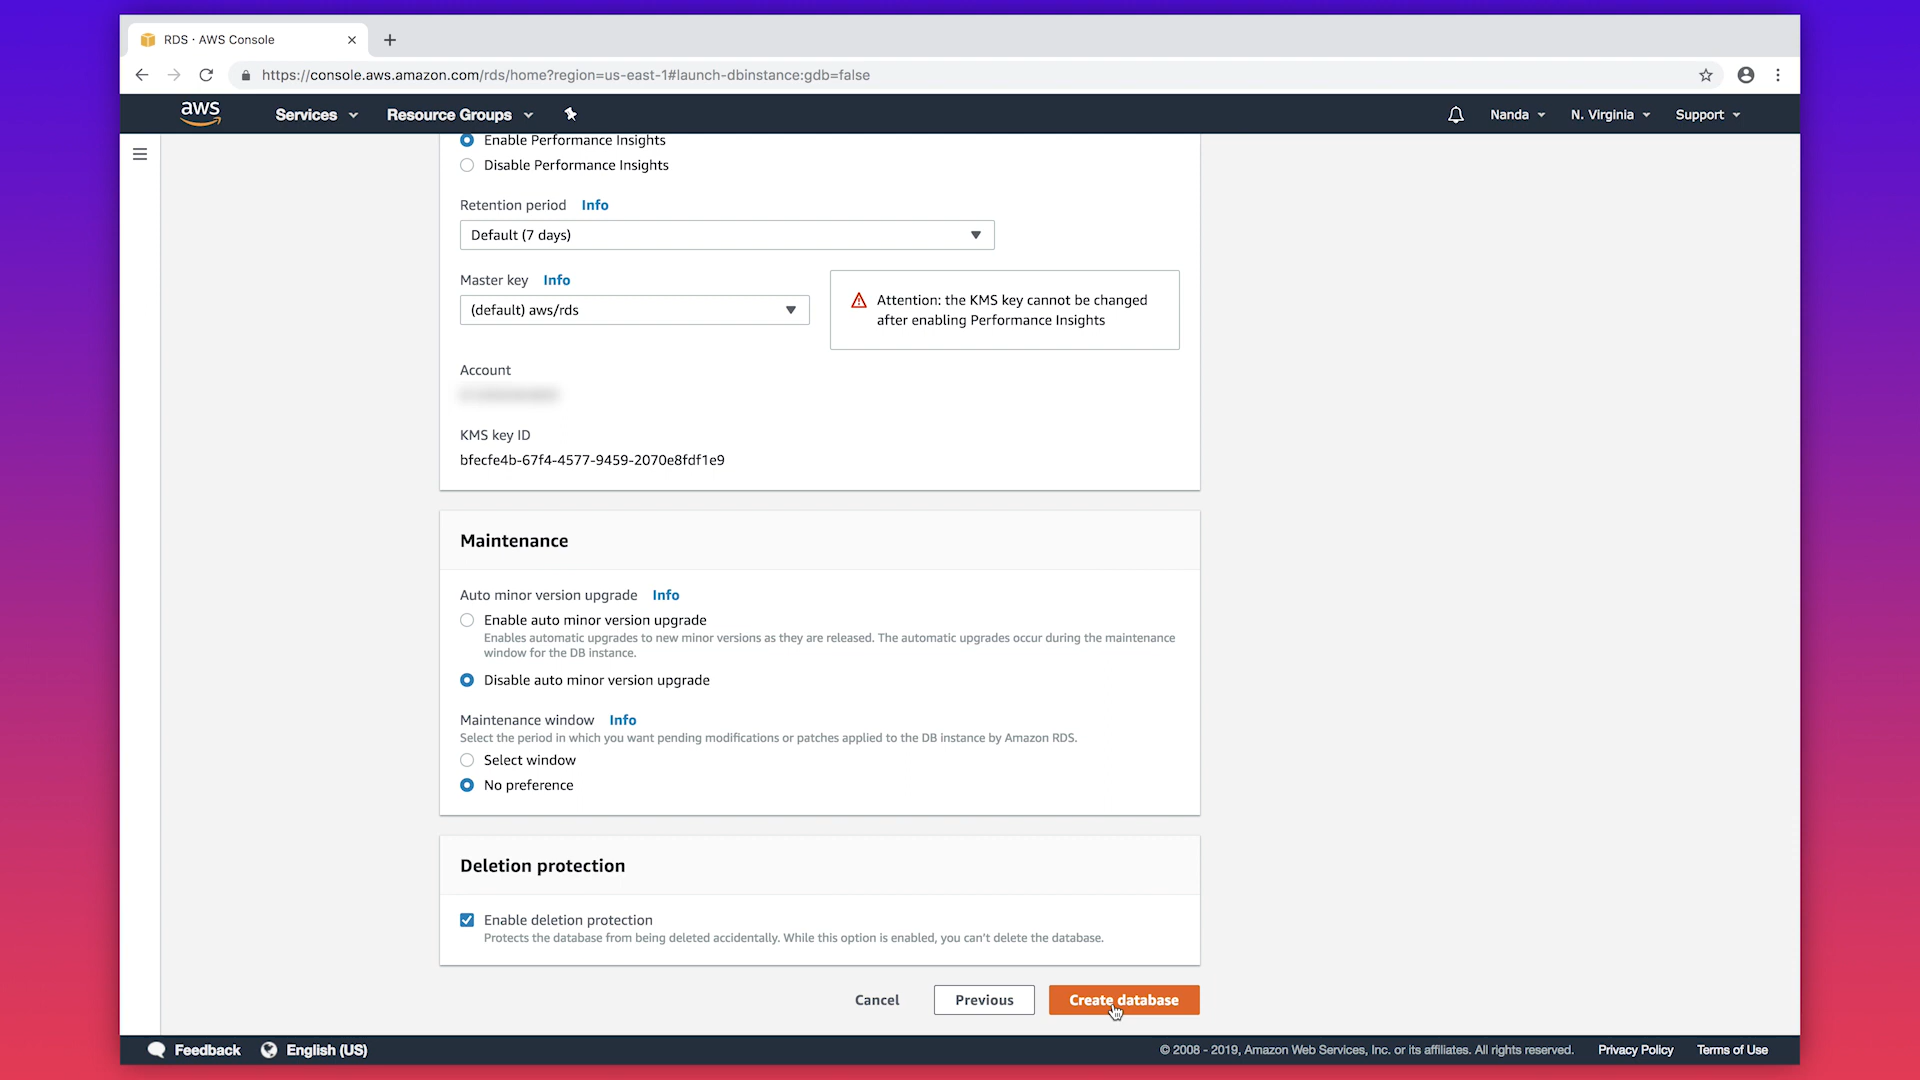 RDS · AWS Console
https://console.aws.amazon.com/rds/home?region=us-east-1#launch-dbinstance:gdb=false
aws
Services
Resource Groups
Nanda
N. Virginia
Support
Enable Performance Insights
Disable Performance Insights
Retention period Info
Default (7 days)
Master key Info
(default) aws/rds
Attention: the KMS key cannot be changed
after enabling Performance Insights
Account
KMS key ID
bfecfe4b-67f4-4577-9459-2070e8fdf1e9
Maintenance
Auto minor version upgrade Info
Enable auto minor version upgrade
Enables automatic upgrades to new minor versions as they are released. The automatic upgrades occur during the maintenance
window for the DB instance.
Disable auto minor version upgrade
Maintenance window Info
Select the period in which you want pending modifications or patches applied to the DB instance by Amazon RDS.
Select window
No preference
Deletion protection
Enable deletion protection
Protects the database from being deleted accidentally. While this option is enabled, you can't delete the database.
Cancel
Previous
Create database
Feedback
English (US)
© 2008 - 2019, Amazon Web Services, Inc. or its affiliates. All rights reserved.
Privacy Policy
Terms of Use